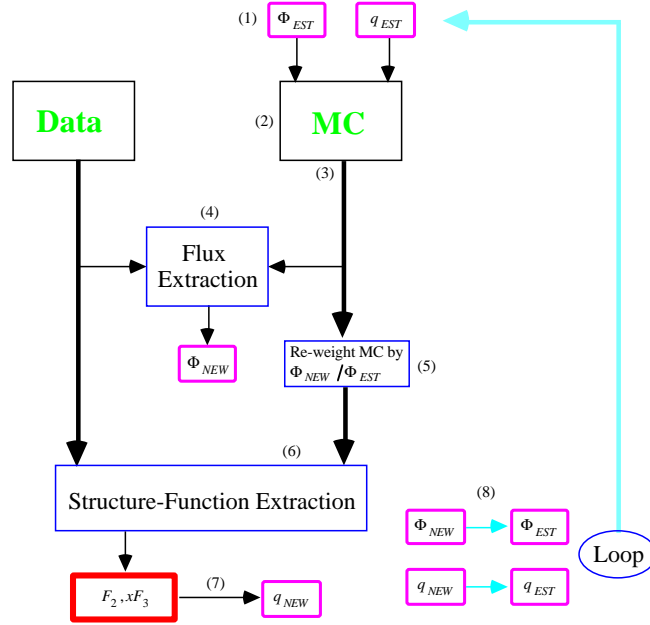 (1) Φ_EST q_EST
Data
(2) MC
(3)
(4)
Flux
Extraction
Φ_NEW
Re-weight MC by
Φ_NEW / Φ_EST (5)
(6)
Structure-Function Extraction
(8)
Φ_NEW Φ_EST
Loop
F_2 , xF_3 (7) q_NEW
q_NEW q_EST